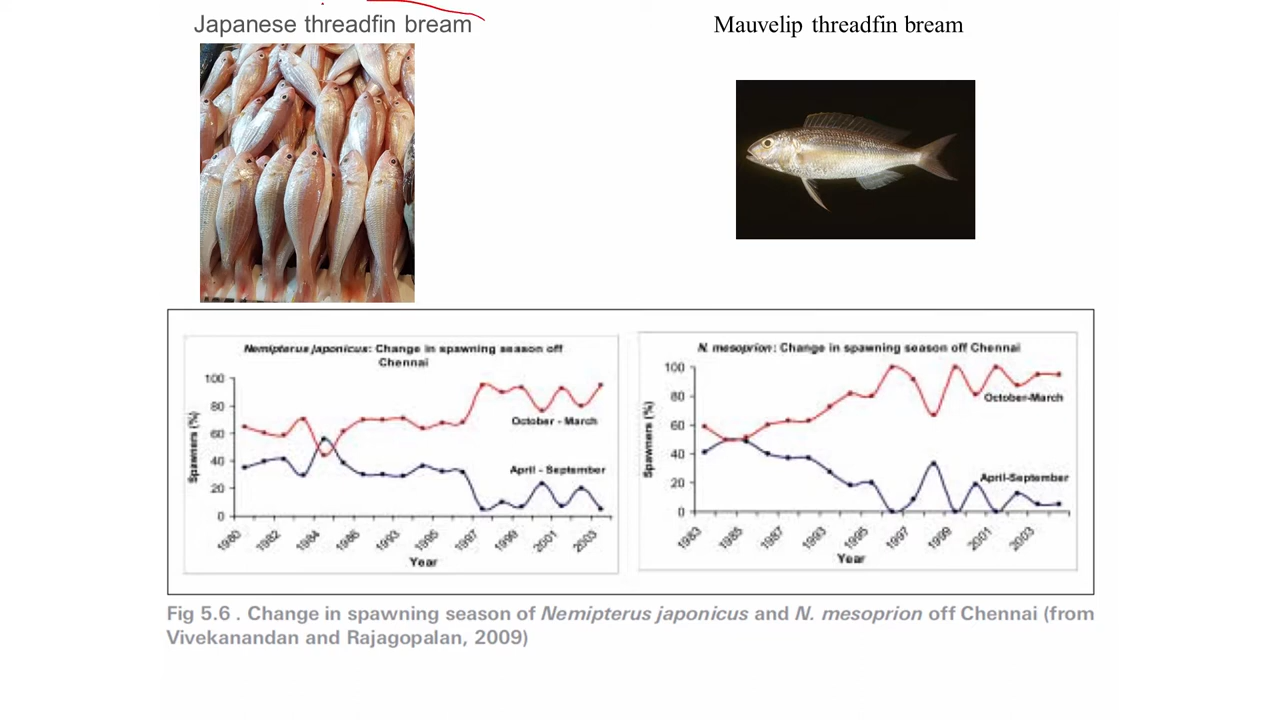 Japanese threadfin bream
Mauvelip threadfin bream
Nemipterus japonicus: Change in spawning season off
Chennai
100
80
60
40
20
0
Spawners (%)
October - March
April - September
1980
1982
1984
1986
1993
1995
1997
1999
2001
2003
Year
N. mesoprion: Change in spawning season off Chennai
100
80
60
40
20
0
Spawners (%)
October-March
April-September
1983
1985
1987
1993
1995
1997
1999
2001
2003
Year
Fig 5.6 . Change in spawning season of Nemipterus japonicus and N. mesoprion off Chennai (from
Vivekanandan and Rajagopalan, 2009)